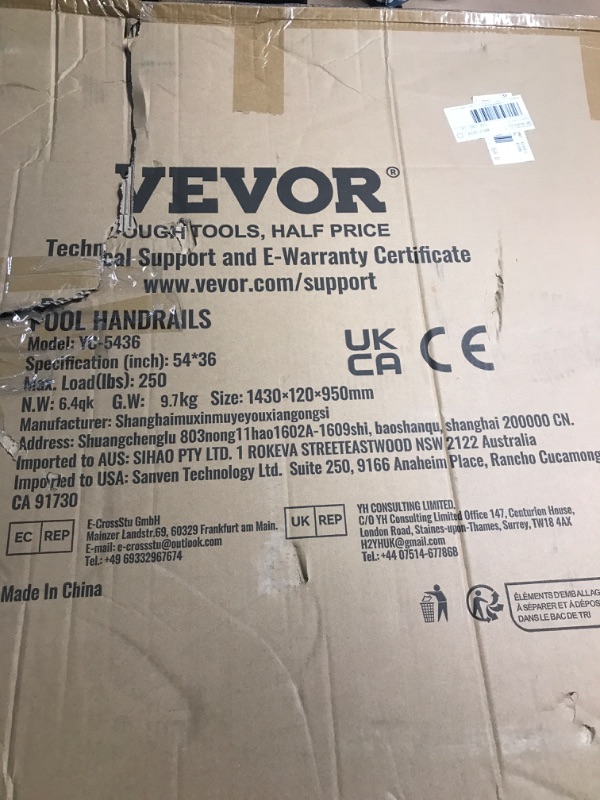 VEVOR®
TOUGH TOOLS, HALF PRICE
Technical Support and E-Warranty Certificate
www.vevor.com/support
POOL HANDRAILS
Model: YC-5436
Specification (inch): 54*36
Max. Load(lbs): 250
N.W: 6.4qk G.W: 9.7kg Size: 1430×120×950mm
Manufacturer: Shanghaimuxinmuyeyouxiangongsi
Address: Shuangchenglu 803nong11hao1602A-1609shi, baoshanqu, shanghai 200000 CN.
Imported to AUS: SIHAO PTY LTD. 1 ROKEVA STREETEASTWOOD NSW 2122 Australia
Imported to USA: Sanven Technology Ltd. Suite 250, 9166 Anaheim Place, Rancho Cucamong
CA 91730
UK
CA CE
EC REP
E-CrossStu GmbH
Mainzer Landstr.69, 60329 Frankfurt am Main.
E-mail: e-crossstu@outlook.com
Tel.: +49 69332967674
UK REP
YH CONSULTING LIMITED.
C/O YH Consulting Limited Office 147, Centurion House,
London Road, Staines-upon-Thames, Surrey, TW18 4AX
H2YHUK@gmail.com
Tel.: +44 07514-677868
Made In China
ÉLÉMENTS D'EMBALLAG
À SÉPARER ET À DÉPOS
DANS LE BAC DE TRI